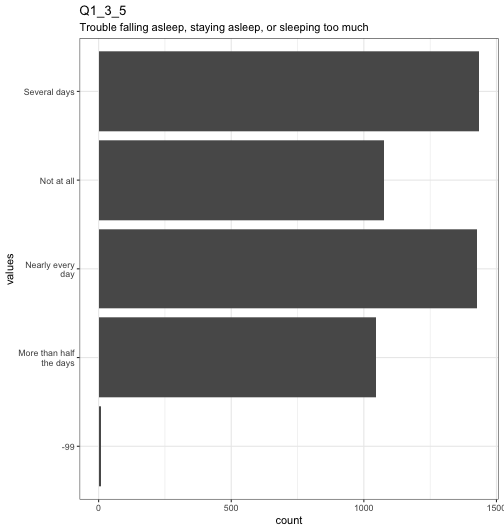 Q1_3_5
Trouble falling asleep, staying asleep, or sleeping too much
Several days
Not at all
Nearly every
day
More than half
the days
-99
values
0 500 1000 1500
count